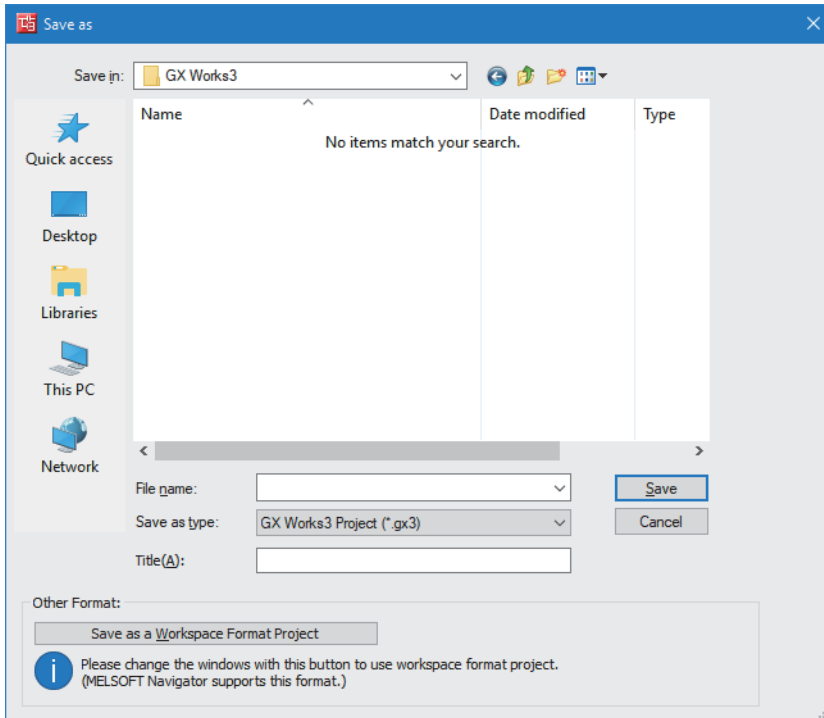 Save as
Save in: GX Works3
Name Date modified Type
No items match your search.
Quick access
Desktop
Libraries
This PC
Network
File name: Save
Save as type: GX Works3 Project (*.gx3) Cancel
Title(A):
Other Format:
Save as a Workspace Format Project
Please change the windows with this button to use workspace format project.
(MELSOFT Navigator supports this format.)